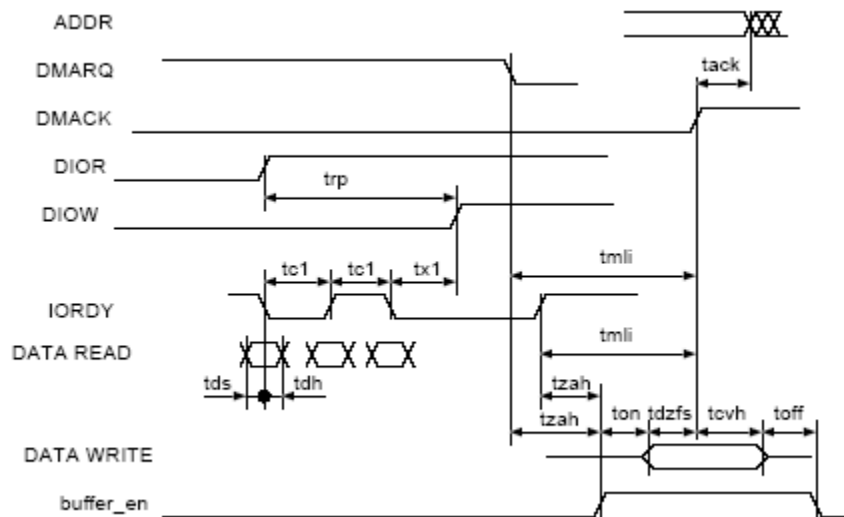 ADDR
DMARQ
tack
DMACK
DIOR
trp
DIOW
tc1 tc1 tx1 tmli
IORDY
DATA READ
tmli
tds tdh tzah
tzah ton tdzfs tcvh toff
DATA WRITE
buffer_en